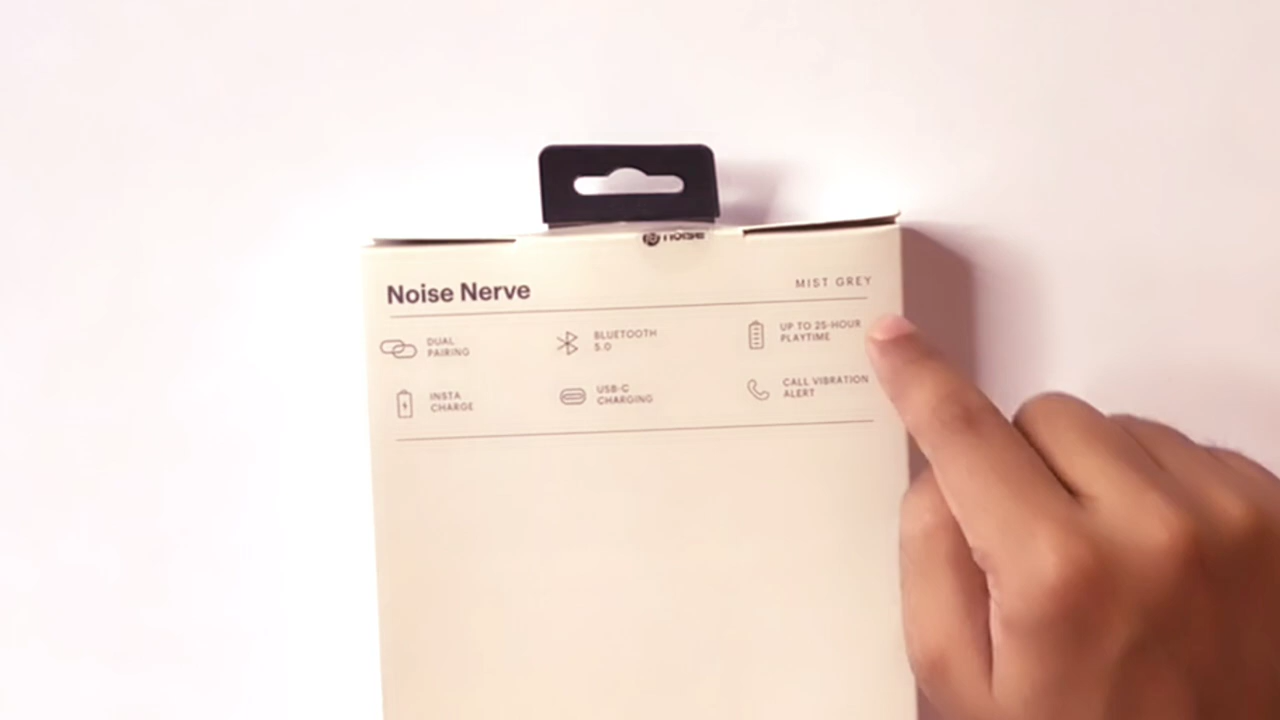 noise
Noise Nerve
MIST GREY
DUAL
PAIRING
BLUETOOTH
5.0
UP TO 25-HOUR
PLAYTIME
INSTA
CHARGE
USB-C
CHARGING
CALL VIBRATION
ALERT